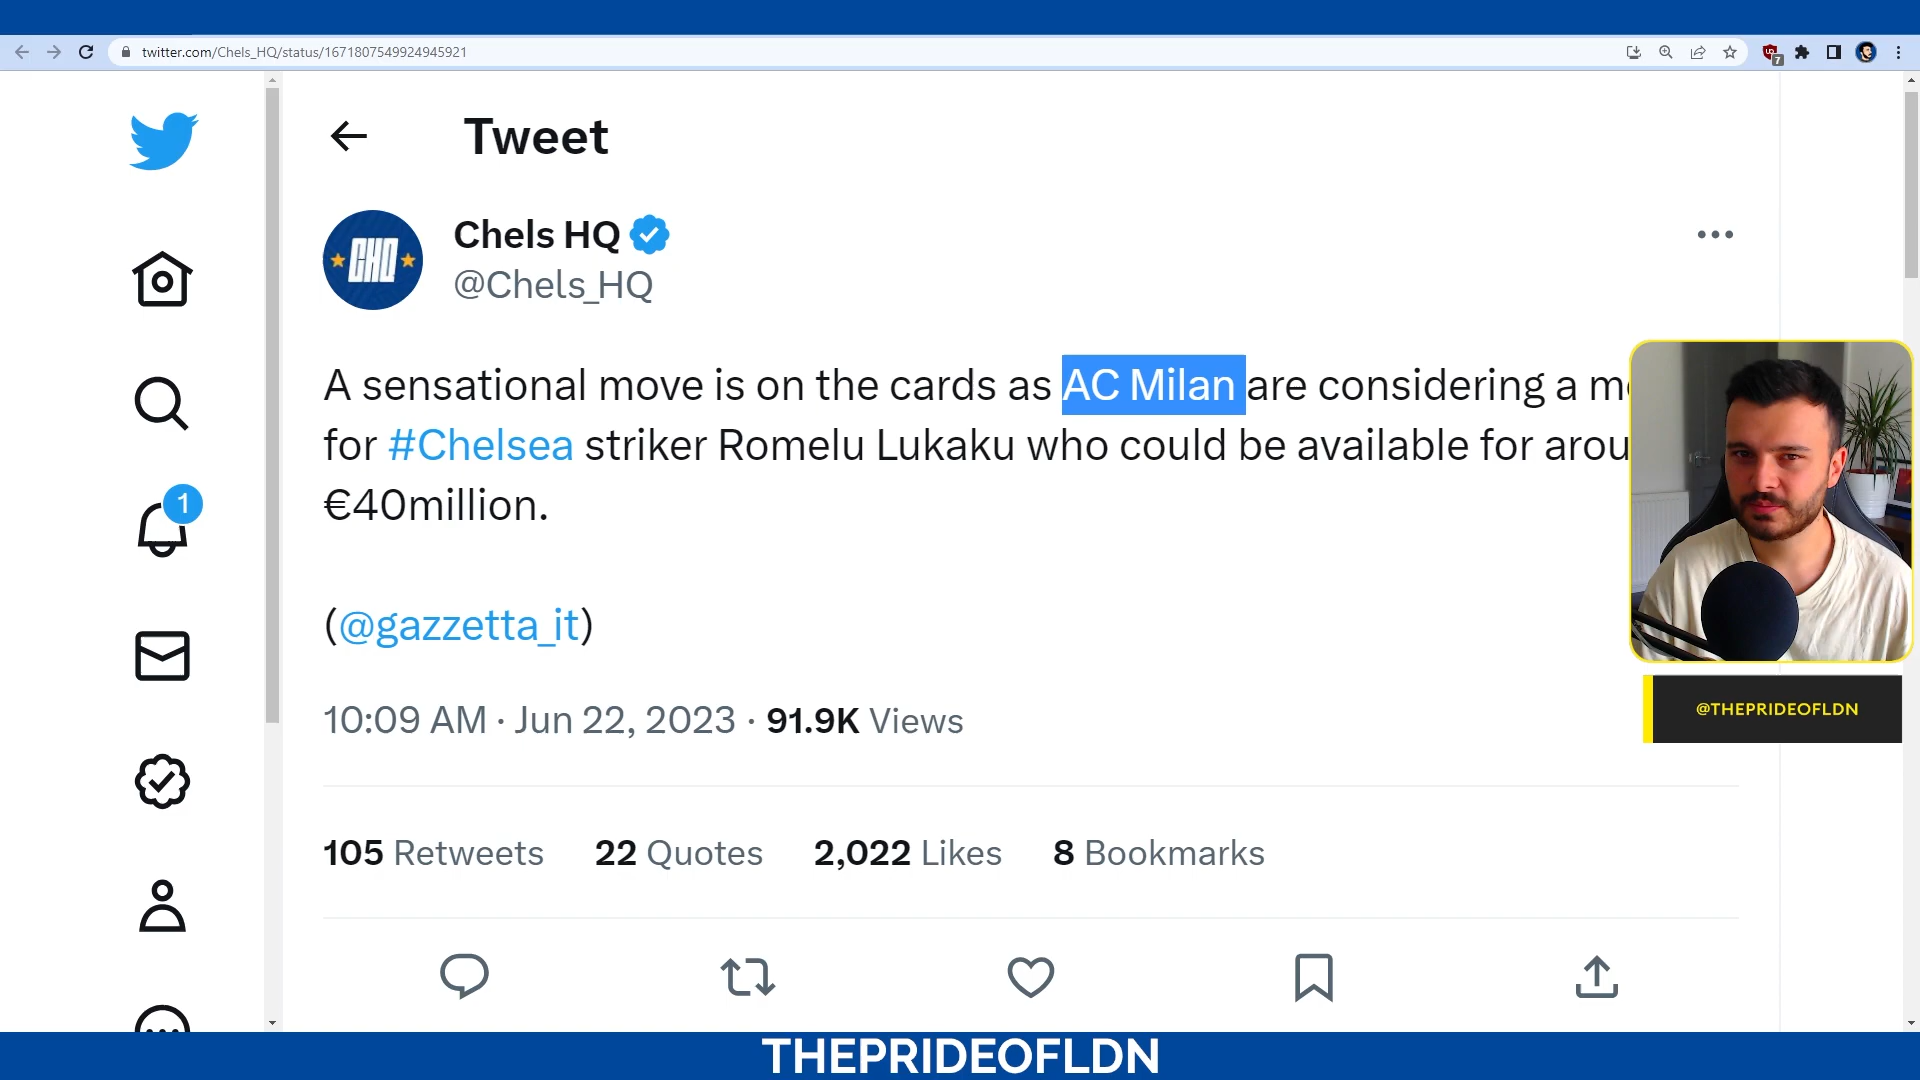 twitter.com/Chels_HQ/status/1671807549924945921
7
Tweet
CHQ
Chels HQ
@Chels_HQ
A sensational move is on the cards as AC Milan are considering a
for #Chelsea striker Romelu Lukaku who could be available for
€40million.
(@gazzetta_it)
1
10:09 AM · Jun 22, 2023 · 91.9K Views
@THEPRIDEOFLDN
105 Retweets 22 Quotes 2,022 Likes 8 Bookmarks
THEPRIDEOFLDN